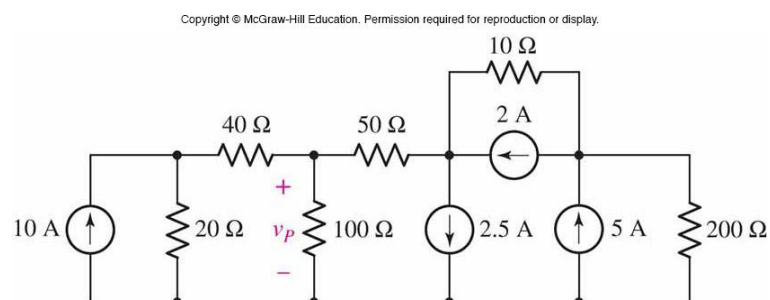 Copyright © McGraw-Hill Education. Permission required for reproduction or display.
10 Ω
2 A
40 Ω
50 Ω
+
10 A
20 Ω
vP
100 Ω
2.5 A
5 A
200 Ω
−